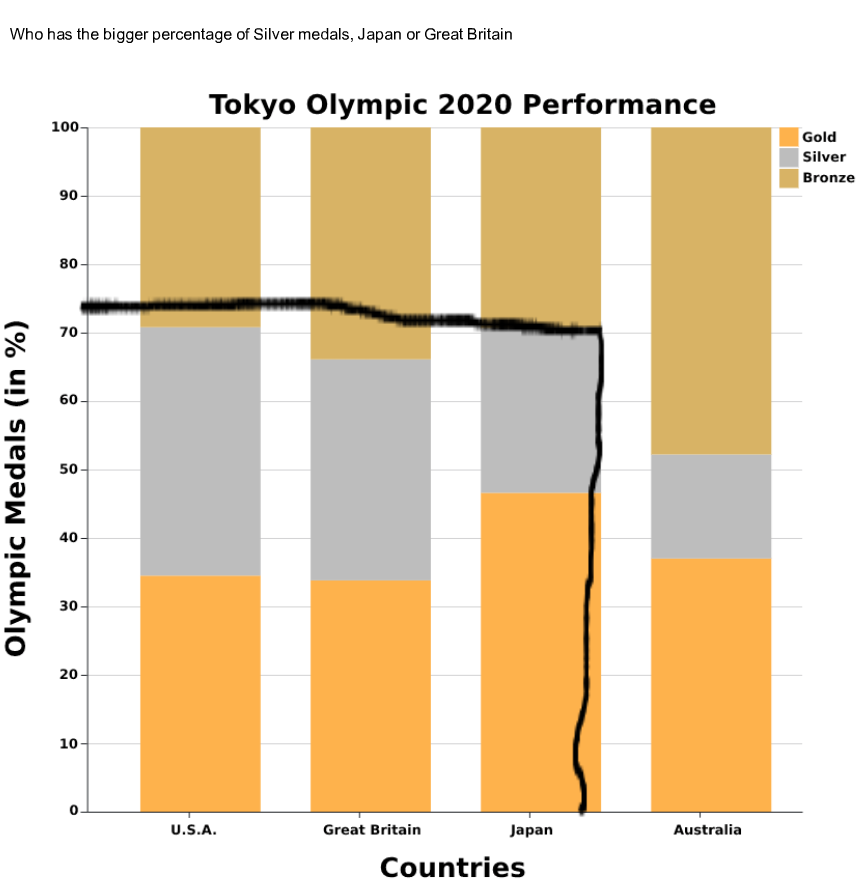 Who has the bigger percentage of Silver medals, Japan or Great Britain
Tokyo Olympic 2020 Performance
Gold
Silver
Bronze
100
90
80
70
60
50
40
30
20
10
0
Olympic Medals (in %)
U.S.A.
Great Britain
Japan
Australia
Countries